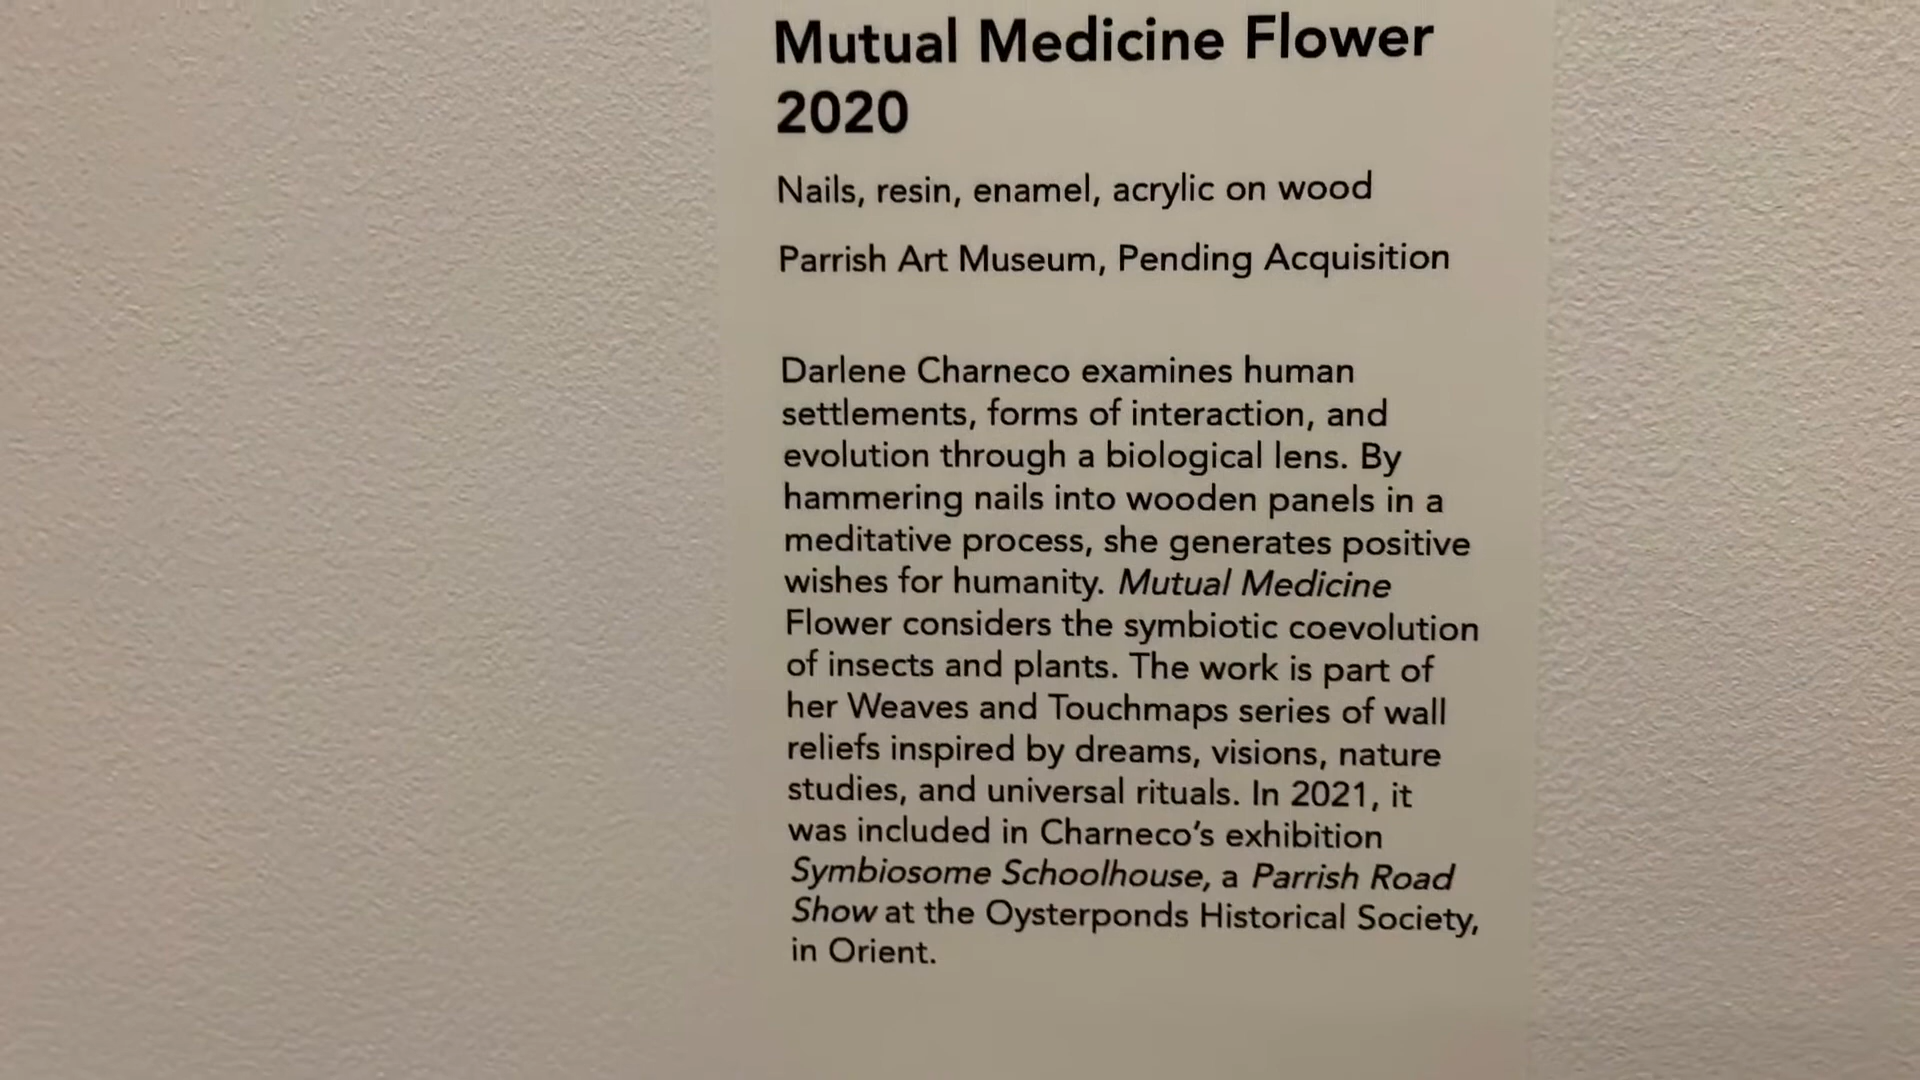 Mutual Medicine Flower
2020
Nails, resin, enamel, acrylic on wood
Parrish Art Museum, Pending Acquisition
Darlene Charneco examines human
settlements, forms of interaction, and
evolution through a biological lens. By
hammering nails into wooden panels in a
meditative process, she generates positive
wishes for humanity. Mutual Medicine
Flower considers the symbiotic coevolution
of insects and plants. The work is part of
her Weaves and Touchmaps series of wall
reliefs inspired by dreams, visions, nature
studies, and universal rituals. In 2021, it
was included in Charneco’s exhibition
Symbiosome Schoolhouse, a Parrish Road
Show at the Oysterponds Historical Society,
in Orient.